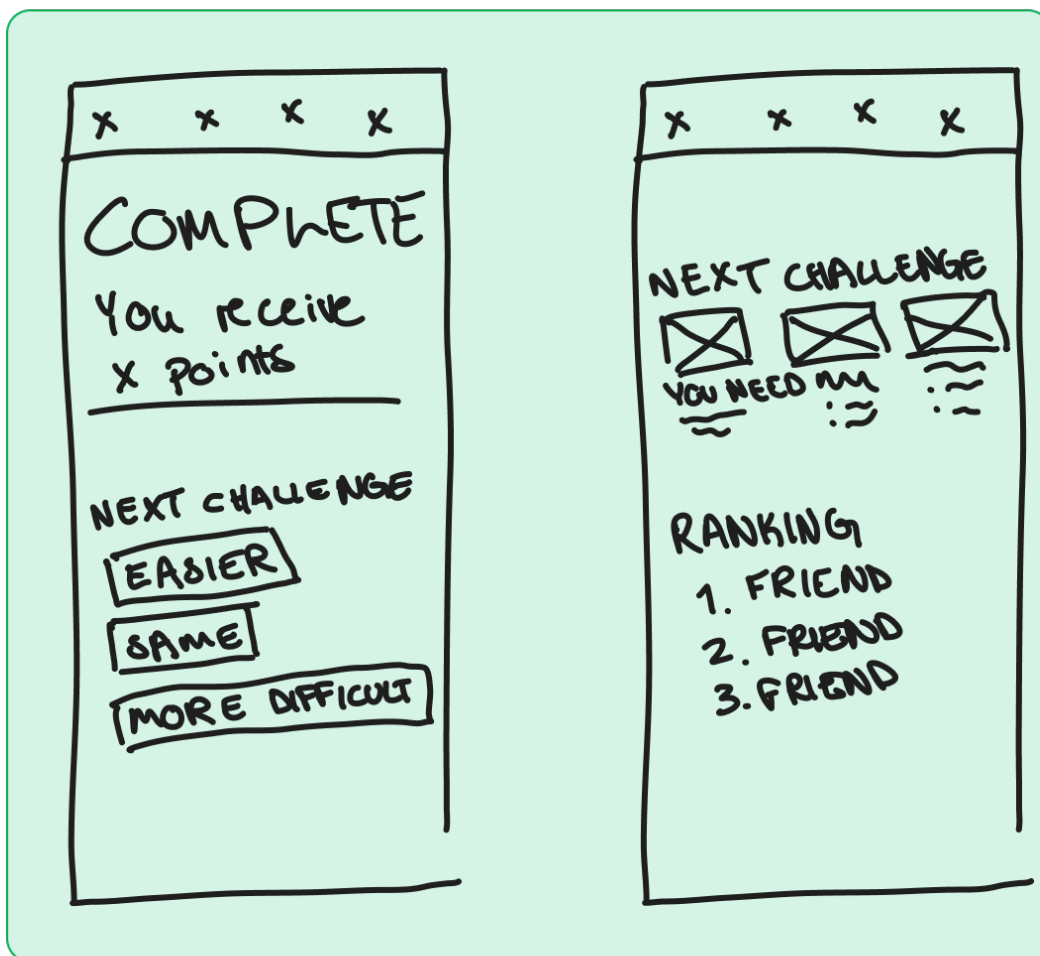 x x x x
COMPLETE
You receive
x points
NEXT CHALLENGE
EASIER
SAME
MORE DIFFICULT
x x x x
NEXT CHALLENGE
YOU NEED
RANKING
1. FRIEND
2. FRIEND
3. FRIEND